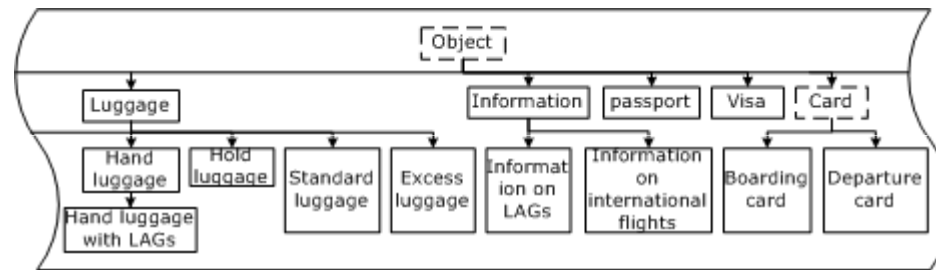 Object
Luggage
Information
passport
Visa
Card
Hand
luggage
Hold
luggage
Standard
luggage
Excess
luggage
Informat
ion on
LAGs
Information
on
international
flights
Boarding
card
Departure
card
Hand luggage
with LAGs